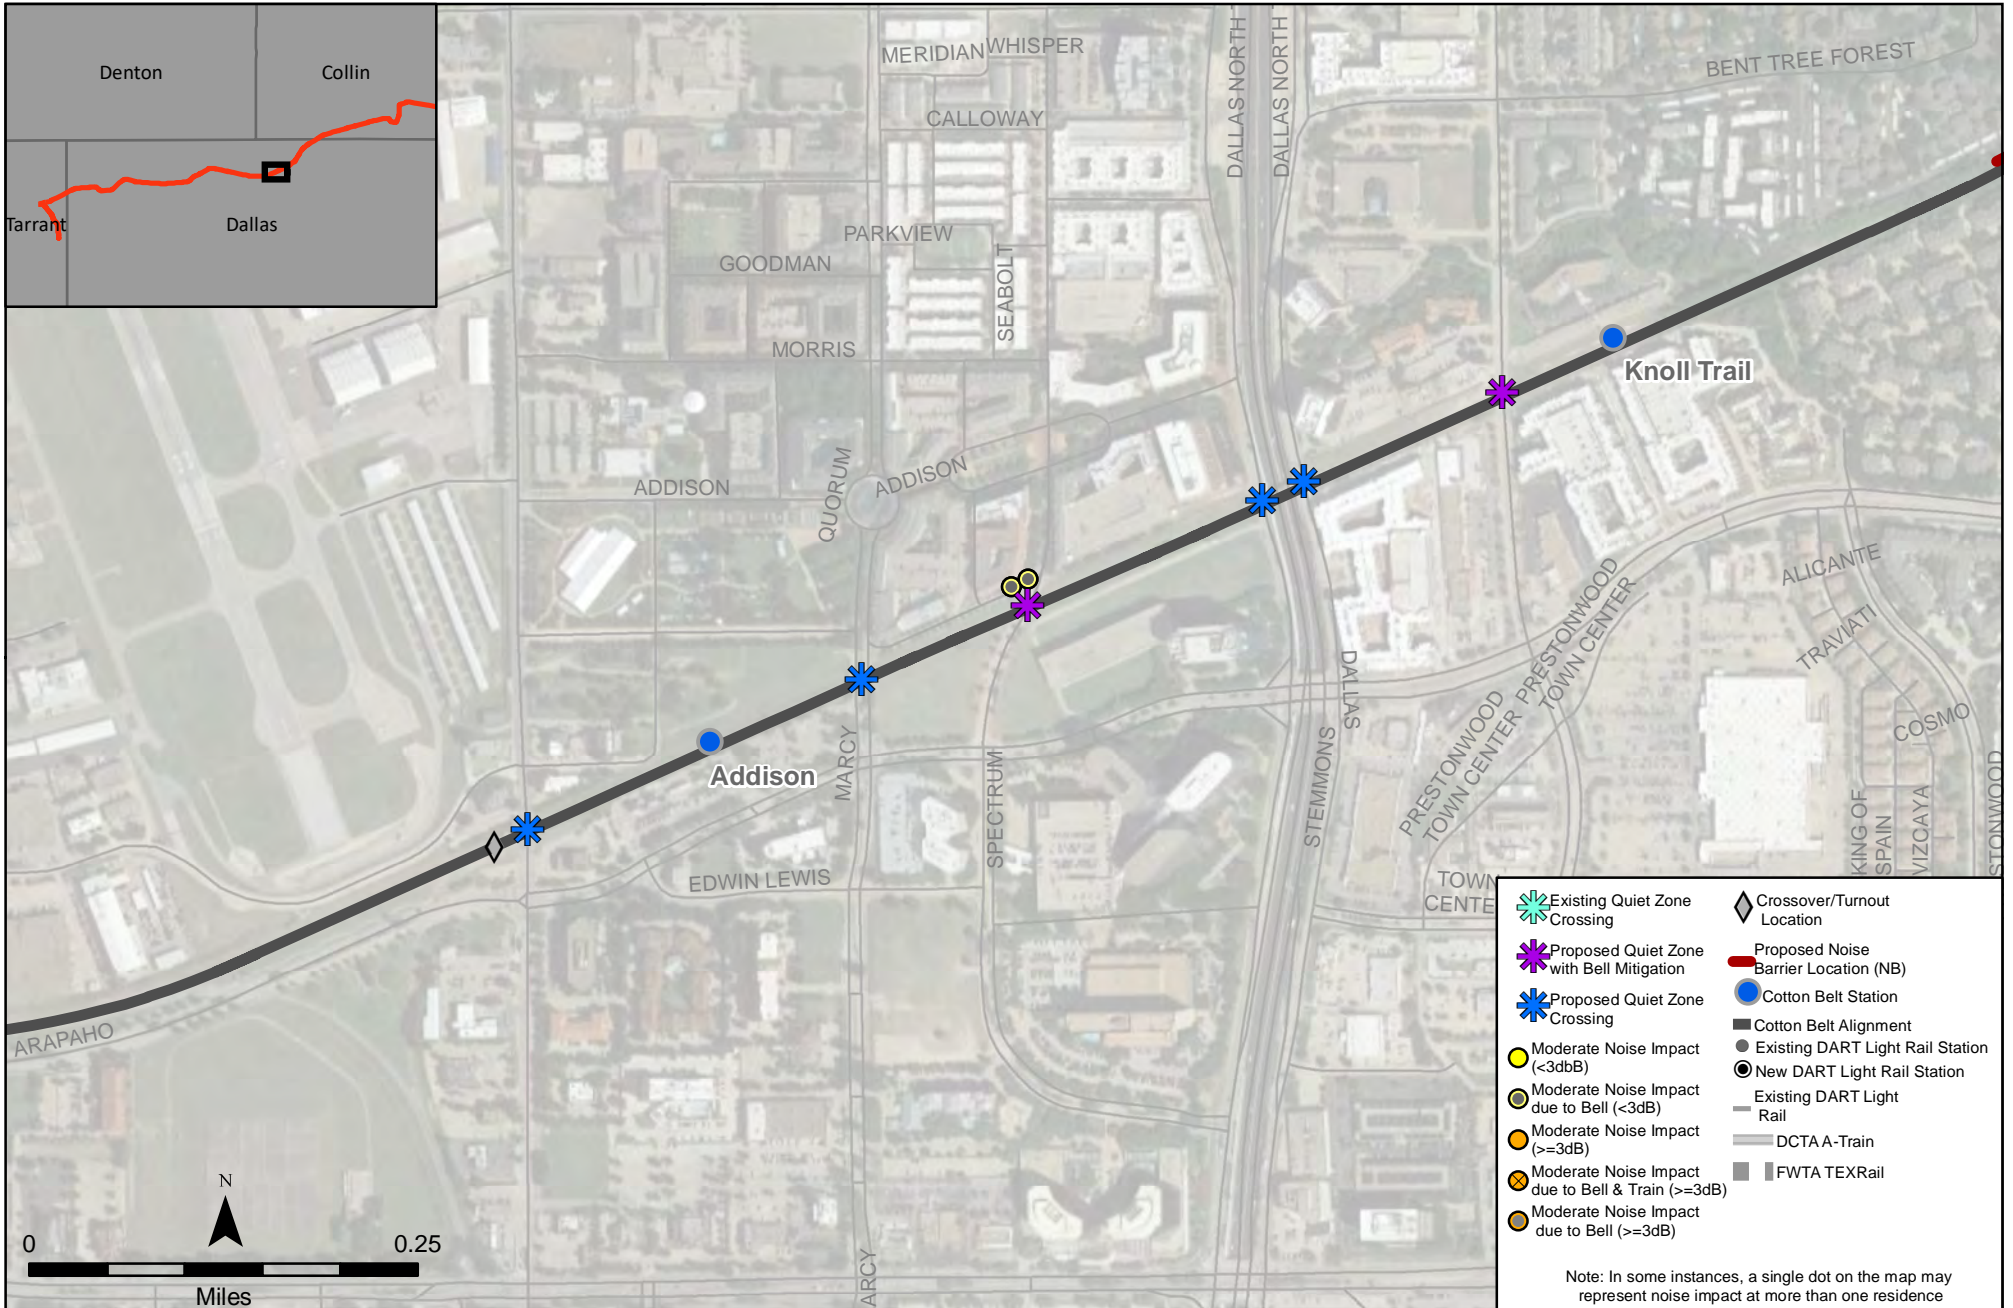 Denton
Collin
Tarrant
Dallas
MERIDIAN
WHISPER
CALLOWAY
DALLAS NORTH
DALLAS NORTH
BENT TREE FOREST
PARKVIEW
GOODMAN
SEABOLT
MORRIS
Knoll Trail
QUORUM
ADDISON
ADDISON
ALICANTE
PRESTONWOOD
TOWN CENTER
TRAVIATI
DALLAS
PRESTONWOOD
TOWN CENTER
COSMO
MARCY
Addison
SPECTRUM
STEMMONS
KING OF
SPAIN
VIZCAYA
STONWOOD
EDWIN LEWIS
TOWN
CENTE
ARAPAHO
ARCY
N
0
0.25
Miles
Existing Quiet Zone
Crossing
Proposed Quiet Zone
with Bell Mitigation
Proposed Quiet Zone
Crossing
Moderate Noise Impact
(<3dbB)
Moderate Noise Impact
due to Bell (<3dB)
Moderate Noise Impact
(>=3dB)
Moderate Noise Impact
due to Bell & Train (>=3dB)
Moderate Noise Impact
due to Bell (>=3dB)
Crossover/Turnout
Location
Proposed Noise
Barrier Location (NB)
Cotton Belt Station
Cotton Belt Alignment
Existing DART Light Rail Station
New DART Light Rail Station
Existing DART Light
Rail
DCTA A-Train
FWTA TEXRail
Note: In some instances, a single dot on the map may
represent noise impact at more than one residence